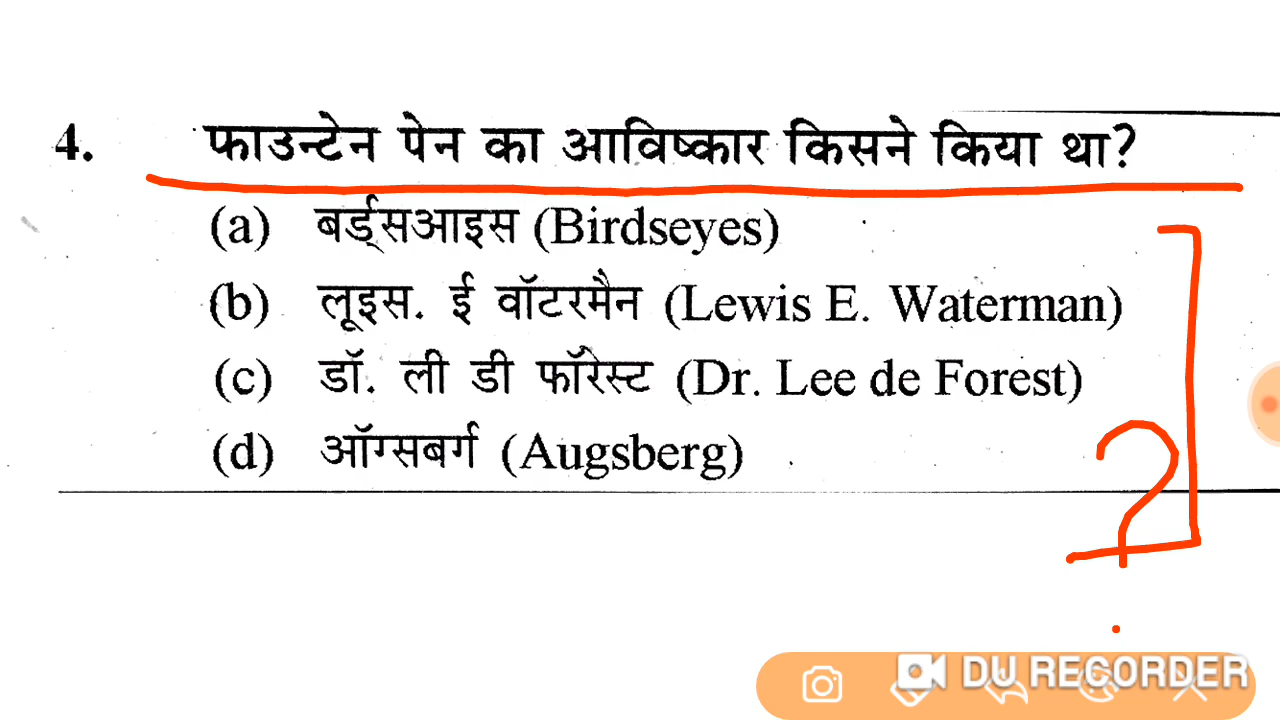 4. फाउन्टेन पेन का आविष्कार किसने किया था?
(a) बर्ड्सआइस (Birdseyes)
(b) लूइस. ई वॉटरमैन (Lewis E. Waterman)
(c) डॉ. ली डी फॉरेस्ट (Dr. Lee de Forest)
(d) ऑग्सबर्ग (Augsberg)
?
DU RECORDER